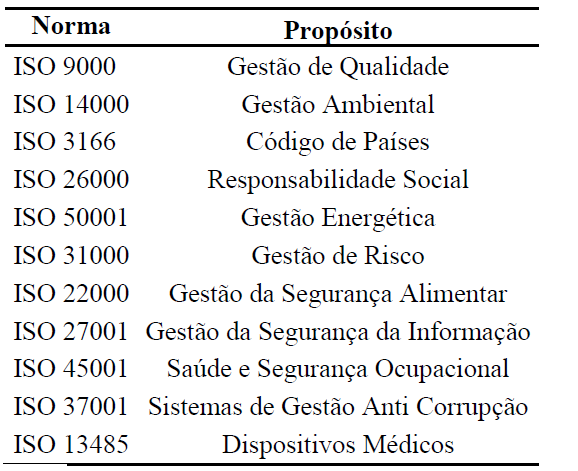 Norma Propósito
ISO 9000 Gestão de Qualidade
ISO 14000 Gestão Ambiental
ISO 3166 Código de Países
ISO 26000 Responsabilidade Social
ISO 50001 Gestão Energética
ISO 31000 Gestão de Risco
ISO 22000 Gestão da Segurança Alimentar
ISO 27001 Gestão da Segurança da Informação
ISO 45001 Saúde e Segurança Ocupacional
ISO 37001 Sistemas de Gestão Anti Corrupção
ISO 13485 Dispositivos Médicos